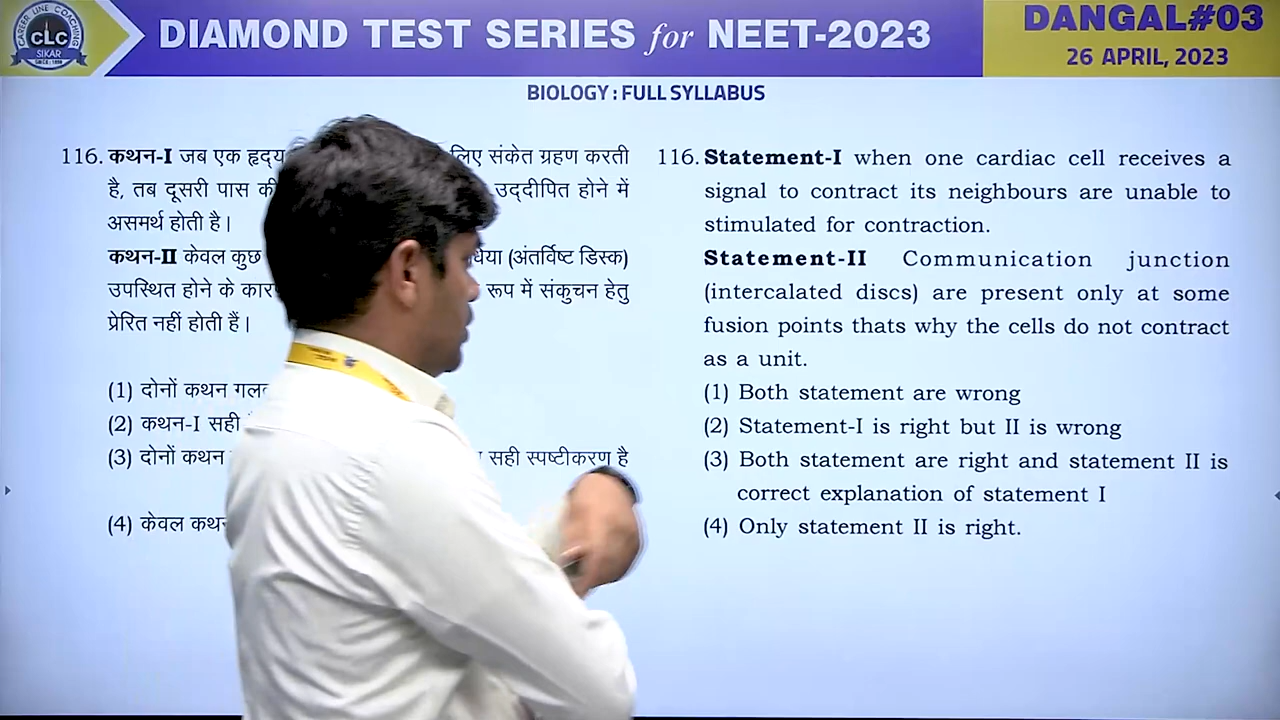 CAREER LINE COACHING
CLC
SIKAR
SINCE : 1996
DIAMOND TEST SERIES for NEET-2023
DANGAL#03
26 APRIL, 2023
BIOLOGY : FULL SYLLABUS
116. कथन-I जब एक हृद्य लिए संकेत ग्रहण करती
है, तब दूसरी पास की उद्दीपित होने में
असमर्थ होती है।
कथन-II केवल कुछ (अंतर्विष्ट डिस्क)
उपस्थित होने के रूप में संकुचन हेतु
प्रेरित नहीं होती हैं।
(1) दोनों कथन
(2) कथन-I सही
(3) दोनों कथन सही स्पष्टीकरण है
(4) केवल
116. Statement-I when one cardiac cell receives a
signal to contract its neighbours are unable to
stimulated for contraction.
Statement-II Communication junction
(intercalated discs) are present only at some
fusion points thats why the cells do not contract
as a unit.
(1) Both statement are wrong
(2) Statement-I is right but II is wrong
(3) Both statement are right and statement II is
correct explanation of statement I
(4) Only statement II is right.